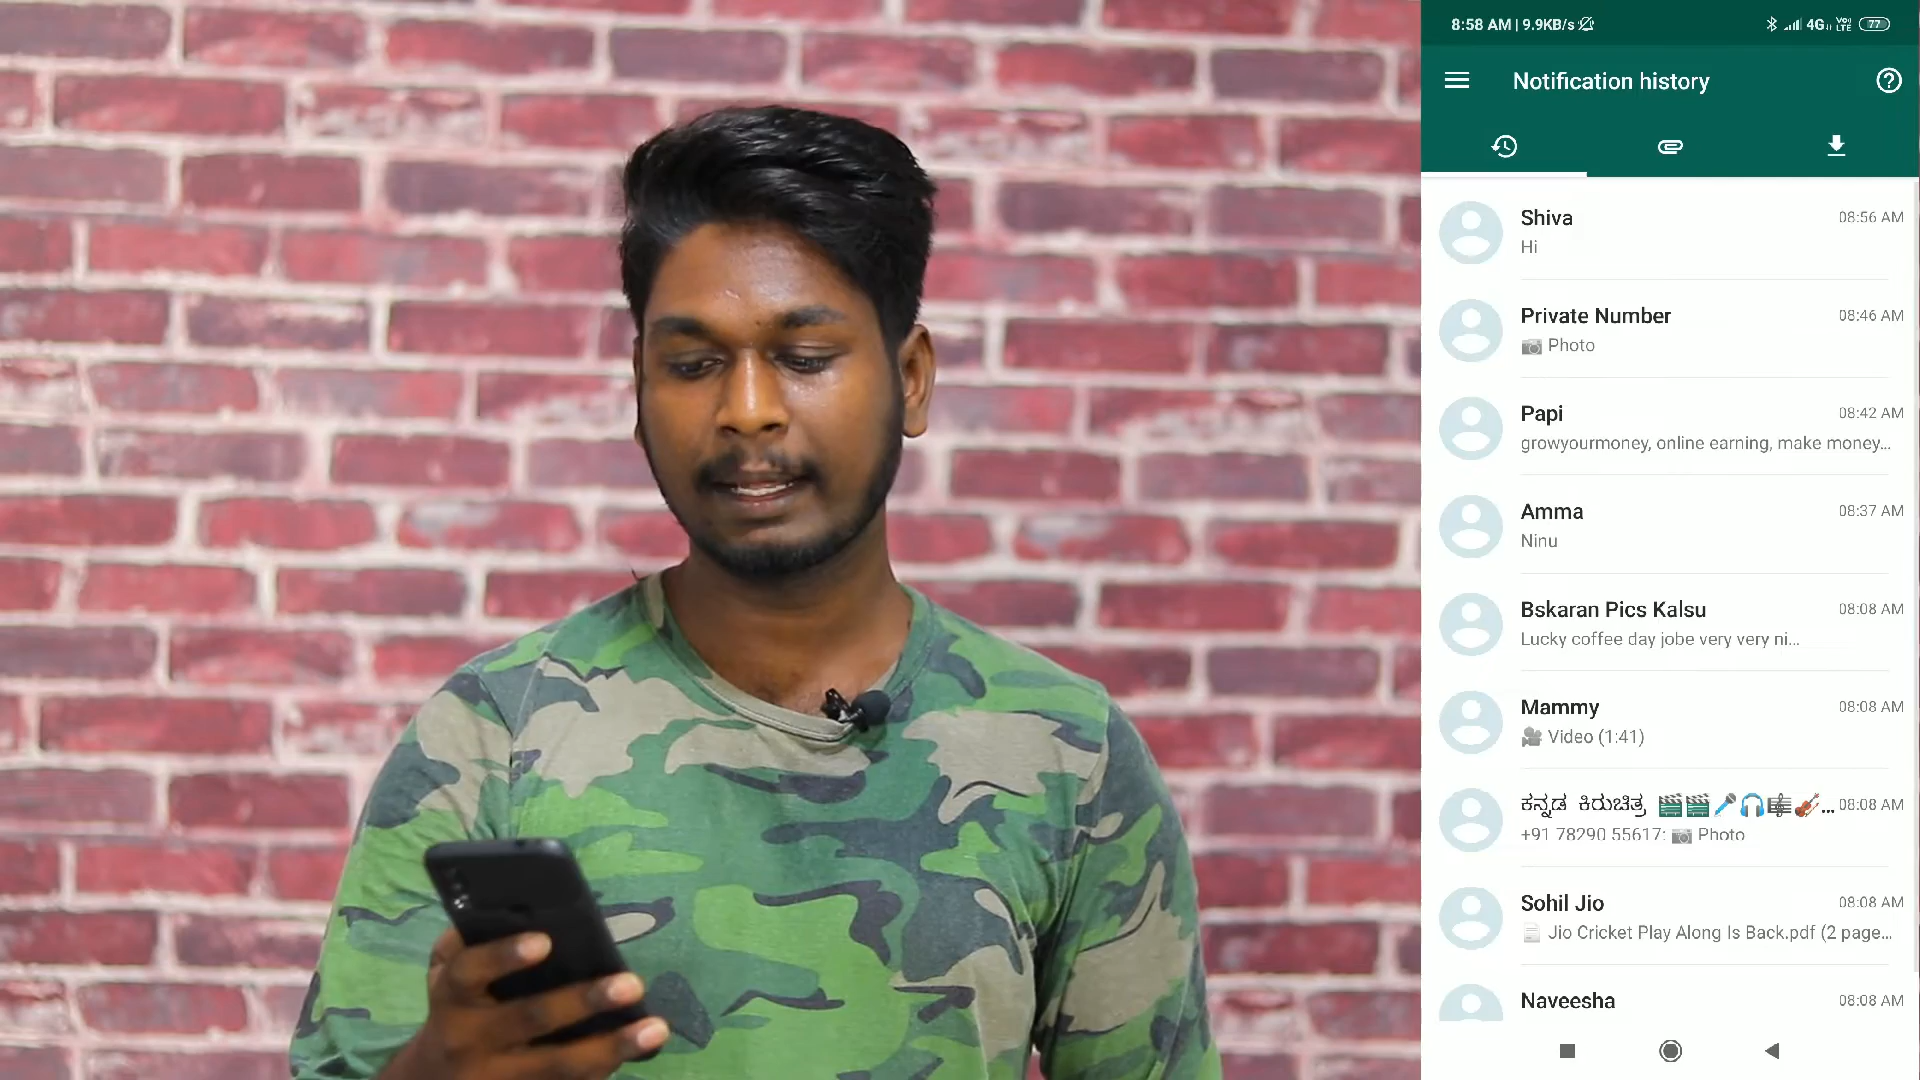 8:58 AM | 9.9KB/s 4G Vo LTE 77
Notification history
Shiva 08:56 AM
Hi
Private Number 08:46 AM
📷 Photo
Papi 08:42 AM
growyourmoney, online earning, make money...
Amma 08:37 AM
Ninu
Bskaran Pics Kalsu 08:08 AM
Lucky coffee day jobe very very ni...
Mammy 08:08 AM
🎥 Video (1:41)
ಕನ್ನಡ ಕಿರುಚಿತ್ರ 🎬🎬🎤🎧🎼🎻... 08:08 AM
+91 78290 55617: 📷 Photo
Sohil Jio 08:08 AM
📄 Jio Cricket Play Along Is Back.pdf (2 page...
Naveesha 08:08 AM